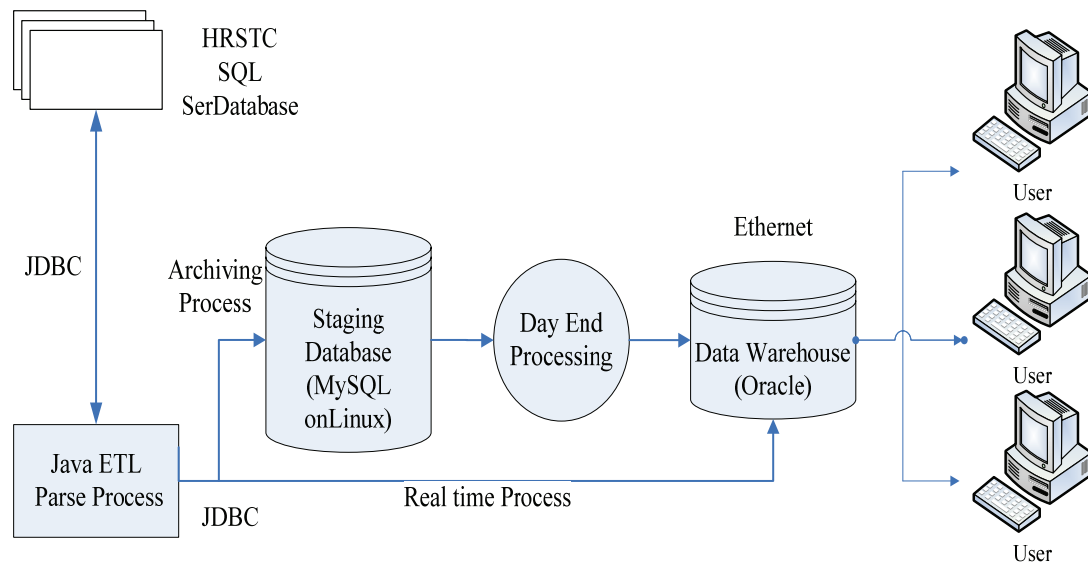 HRSTC
SQL
SerDatabase
JDBC
Archiving
Process
Staging
Database
(MySQL
onLinux)
Day End
Processing
Ethernet
Data Warehouse
(Oracle)
User
User
User
Java ETL
Parse Process
JDBC
Real time Process